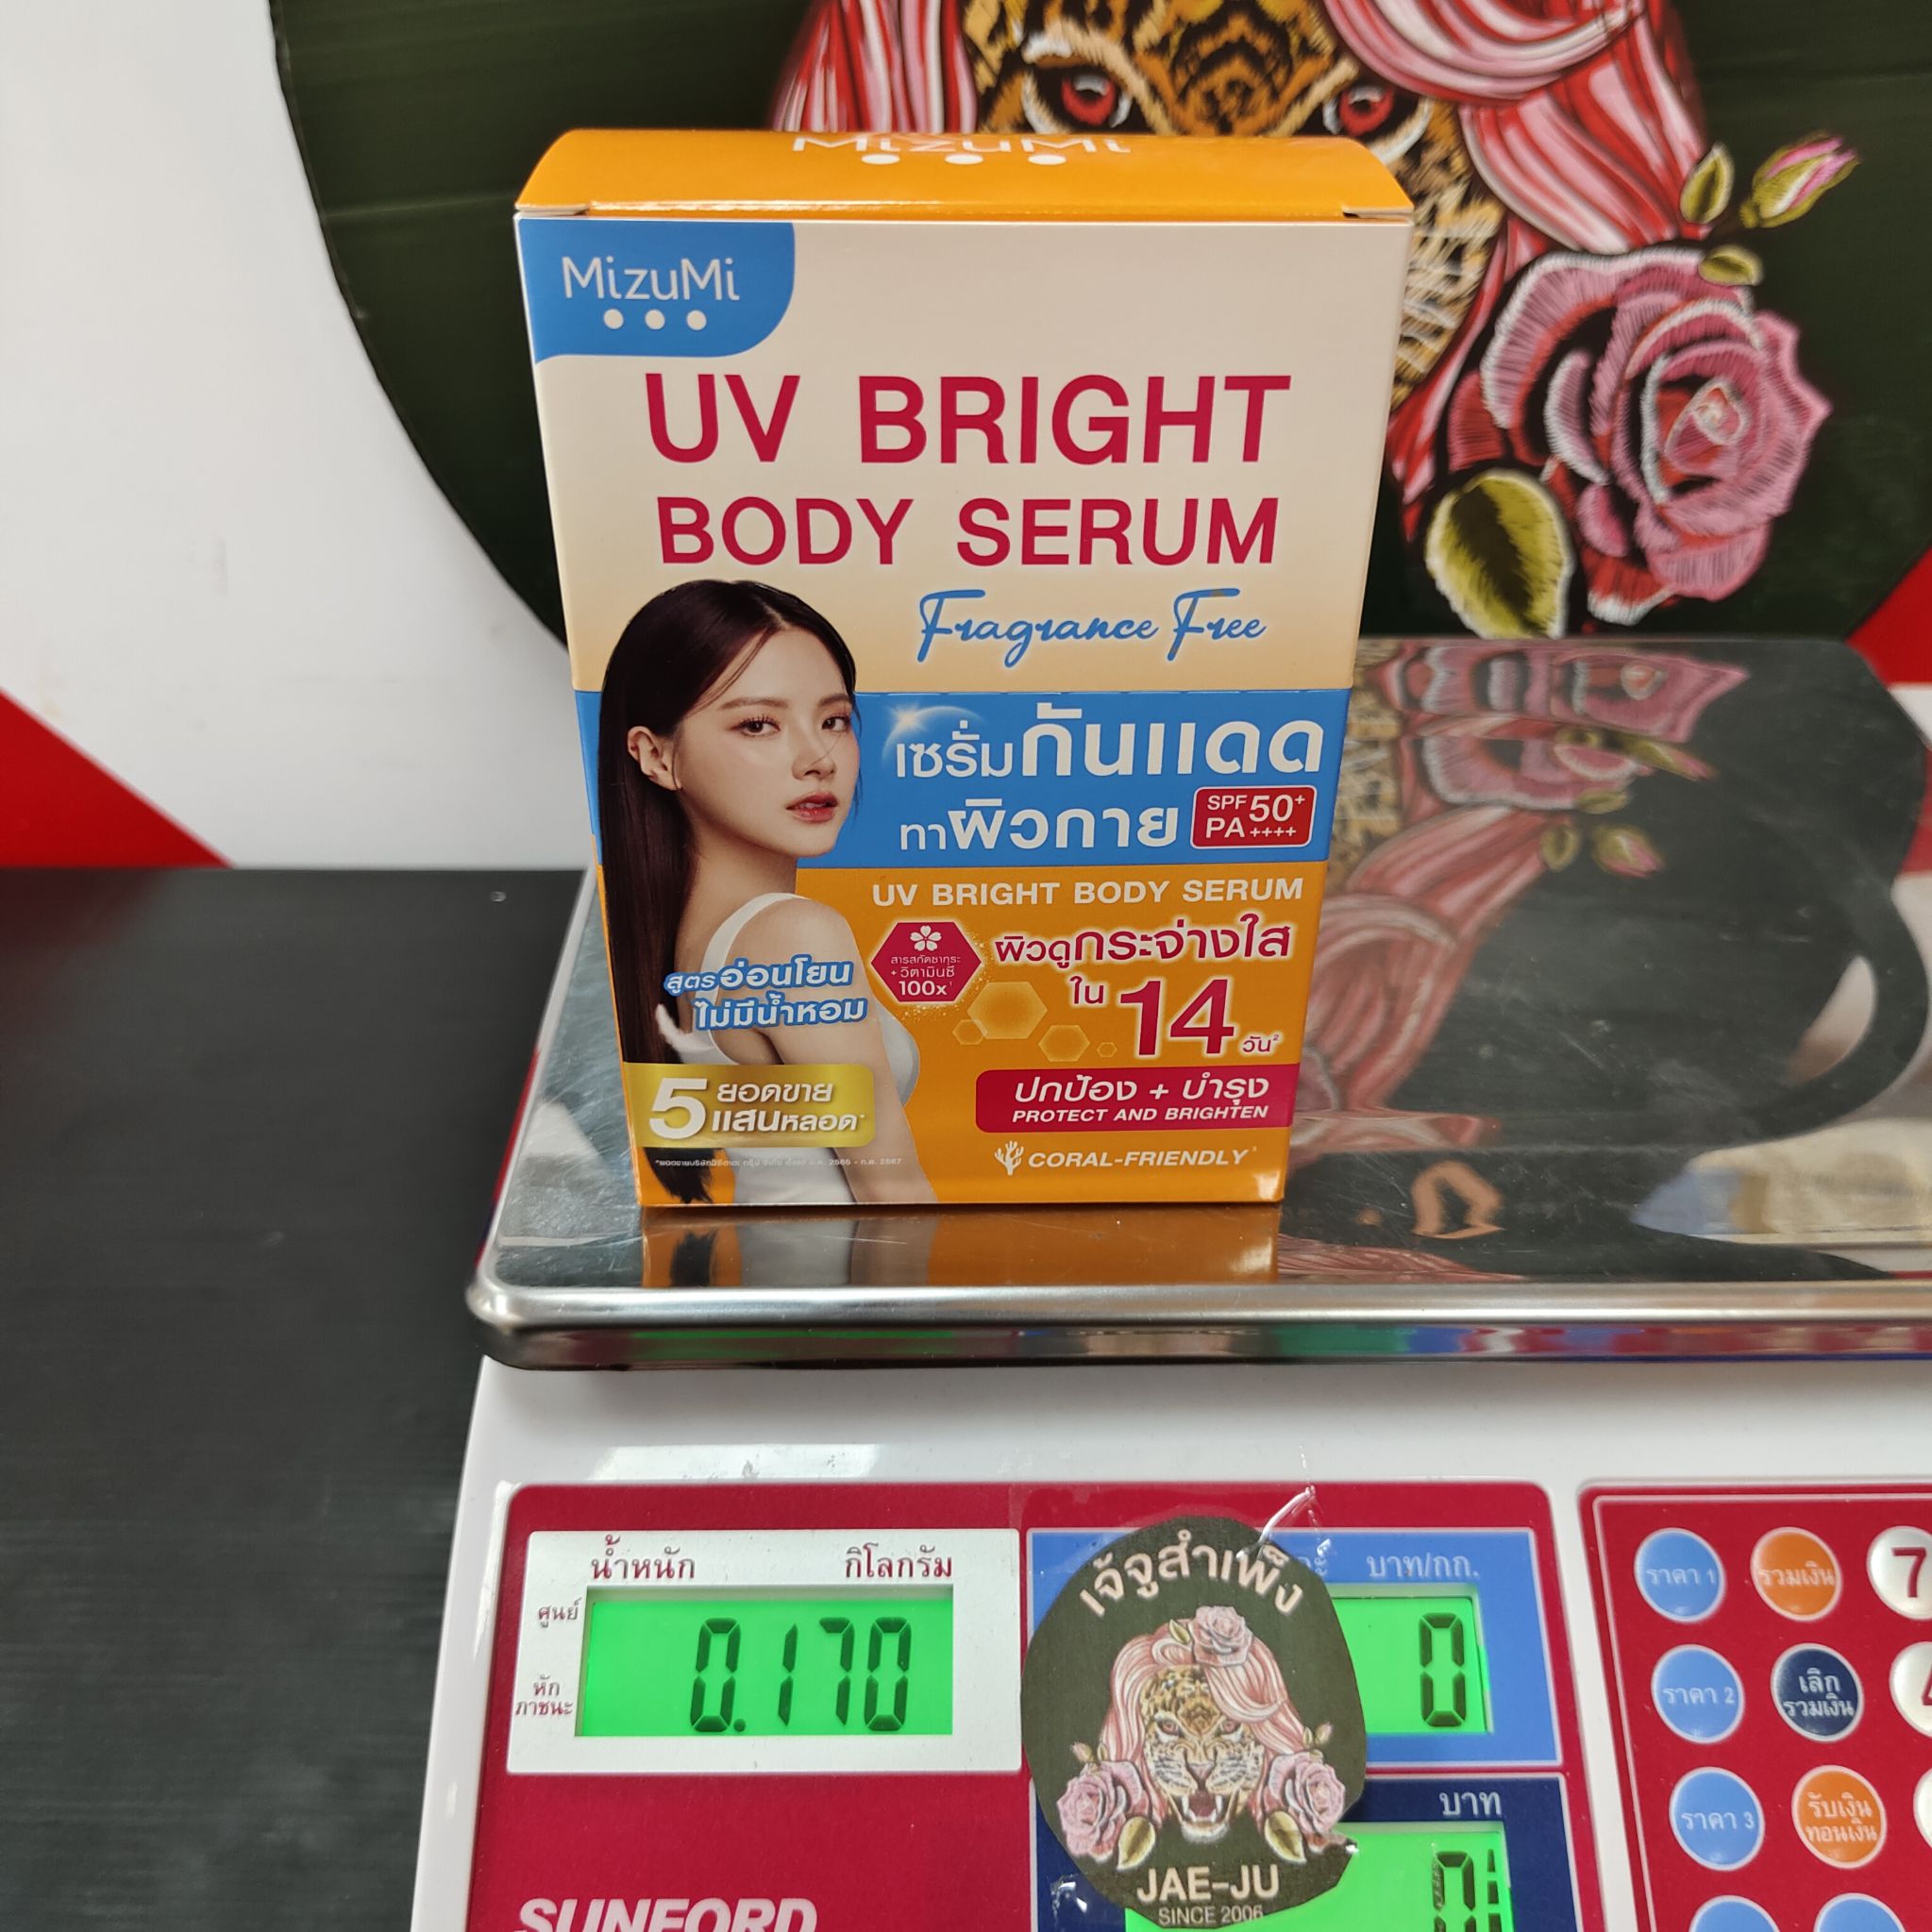 MizuMi
MizuMi
UV BRIGHT
BODY SERUM
Fragrance Free
เซรั่มกันแดด
ทาผิวกาย SPF 50+ PA ++++
UV BRIGHT BODY SERUM
สารสกัดซากุระ
+ วิตามินซี
100x
ผิวดูกระจ่างใส
ใน 14 วัน²
สูตรอ่อนโยน
ไม่มีน้ำหอม
5 ยอดขาย
แสนหลอด*
ปกป้อง + บำรุง
PROTECT AND BRIGHTEN
CORAL-FRIENDLY
น้ำหนัก กิโลกรัม
ศูนย์
หัก
ภาชนะ
0.170
บาท/กก.
0
บาท
เจ้จูสำเพ็ง
JAE-JU
SINCE 2006
SUNFORD
ราคา 1
รวมเงิน
7
ราคา 2
เลิก
รวมเงิน
ราคา 3
รับเงิน
ทอนเงิน